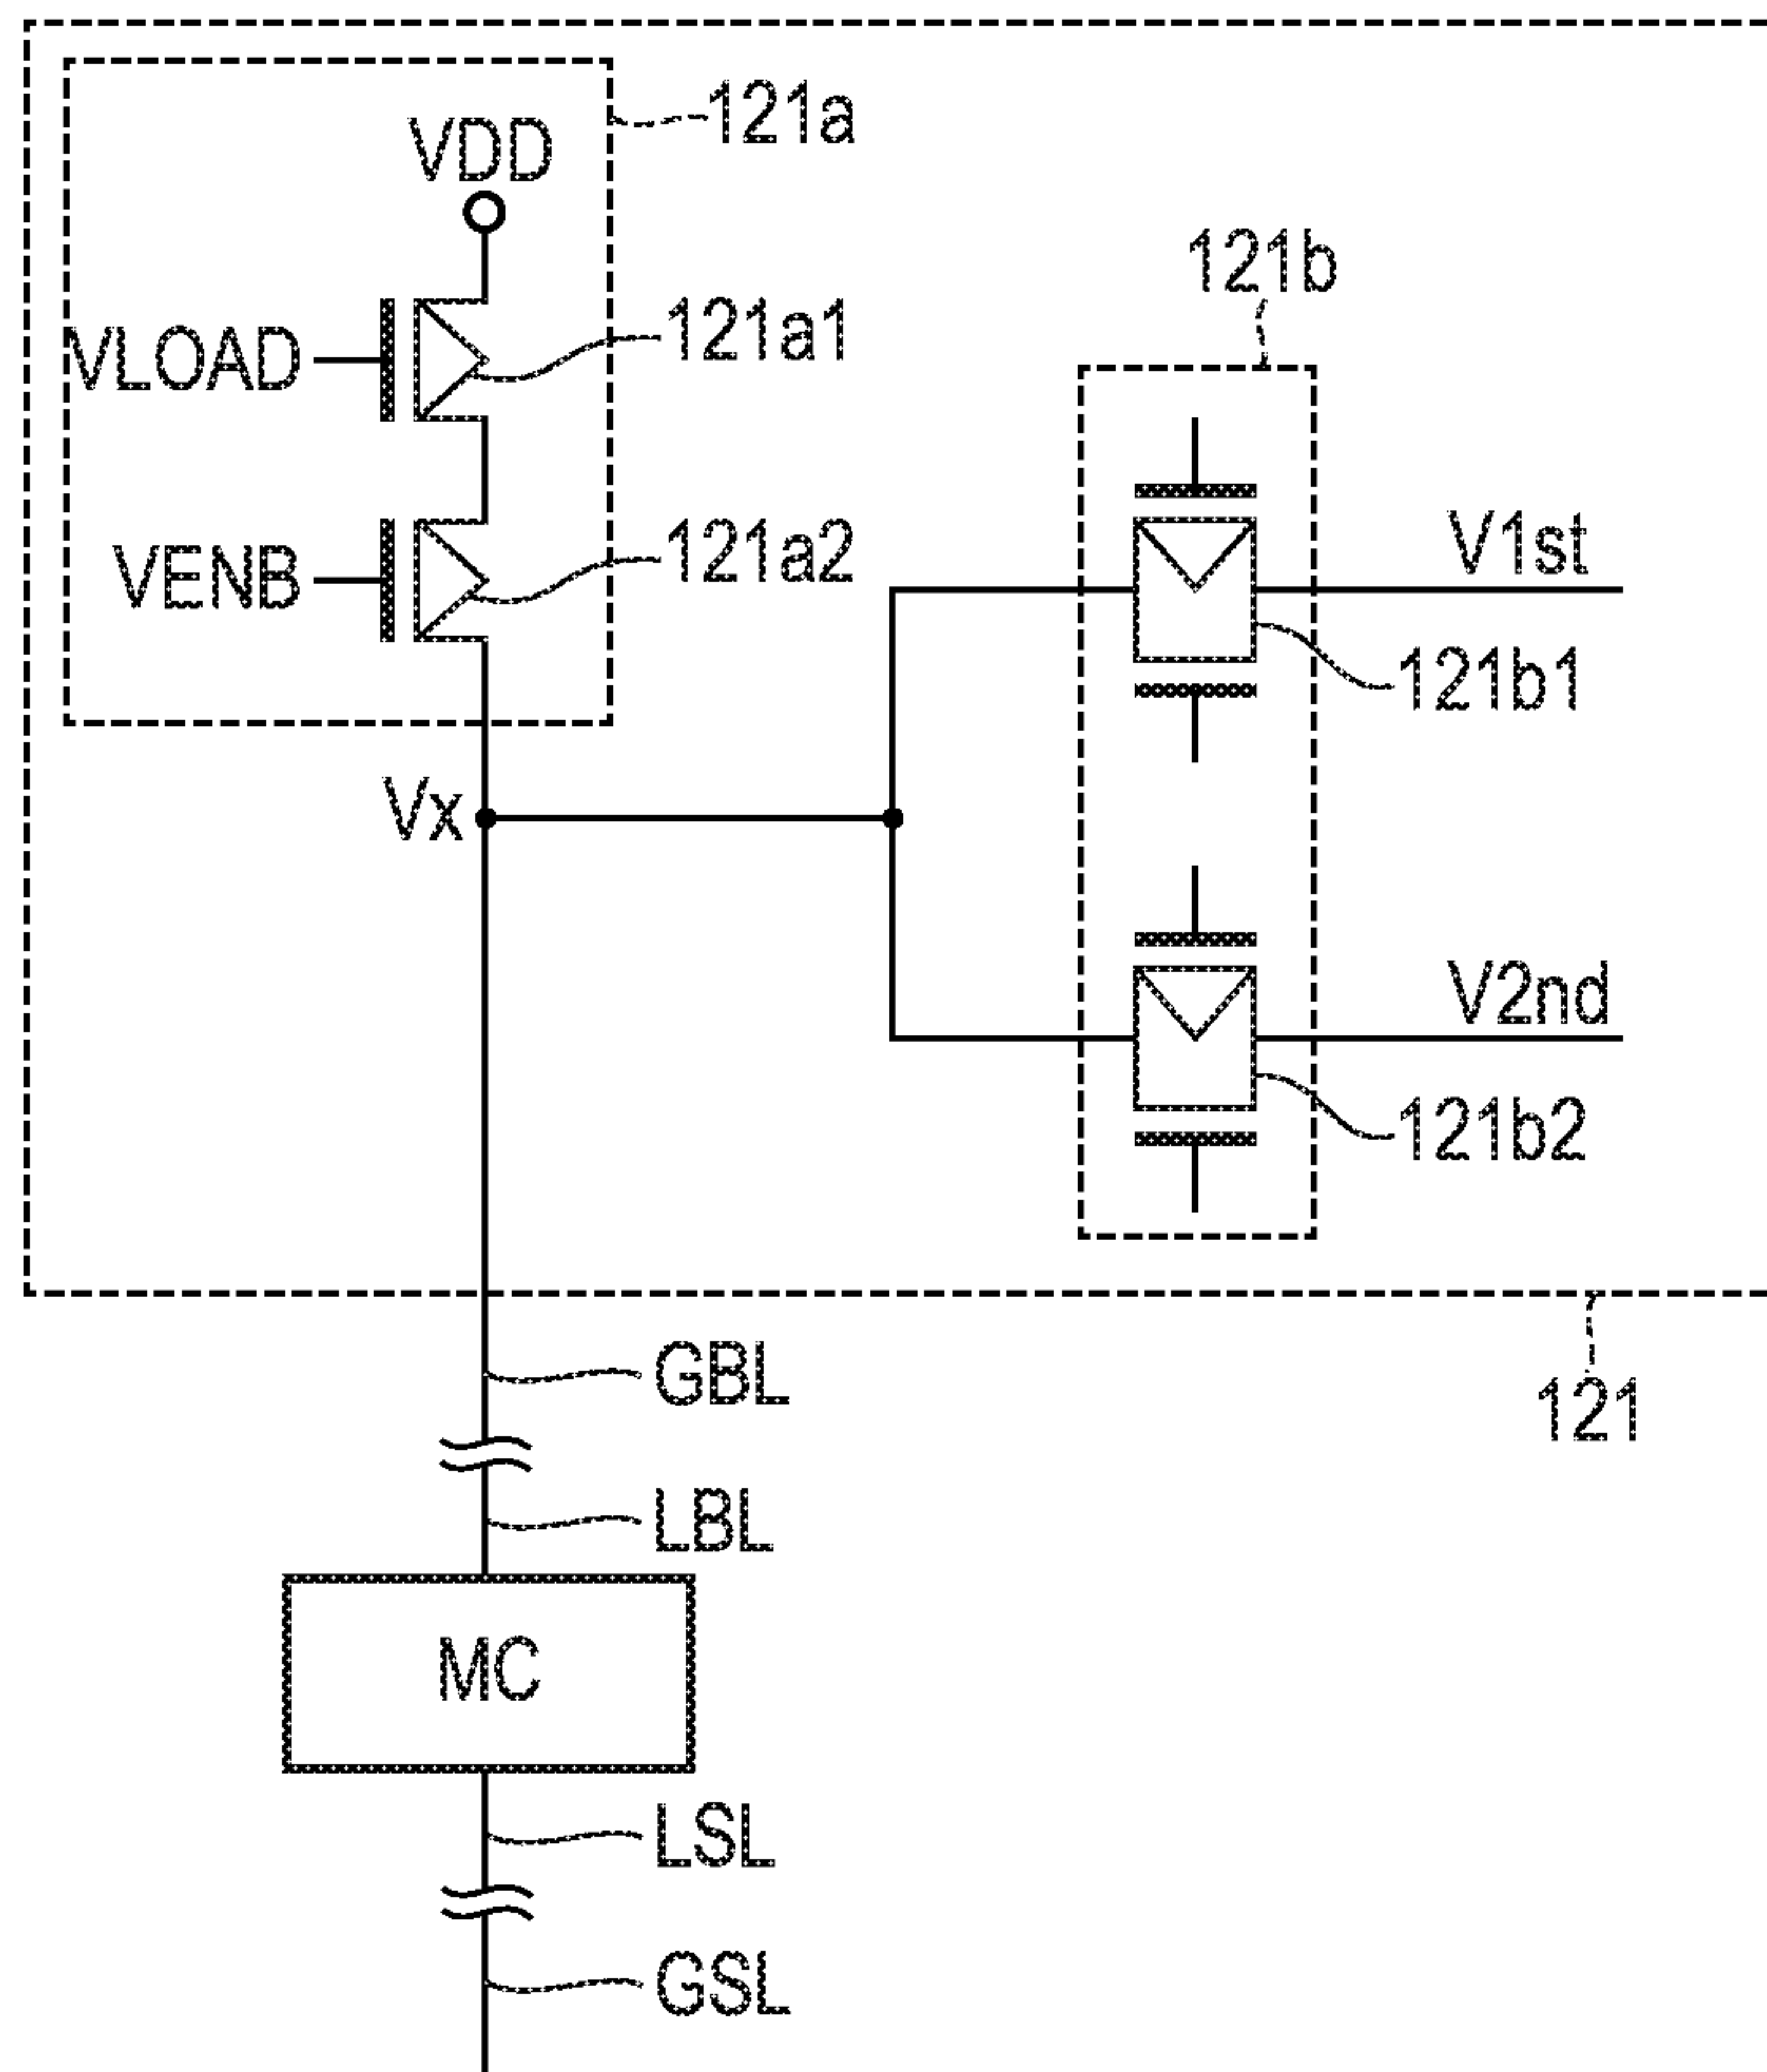 121a
VDD
121b
VLOAD
121a1
VENB
121a2
V1st
121b1
Vx
V2nd
121b2
GBL
121
LBL
MC
LSL
GSL